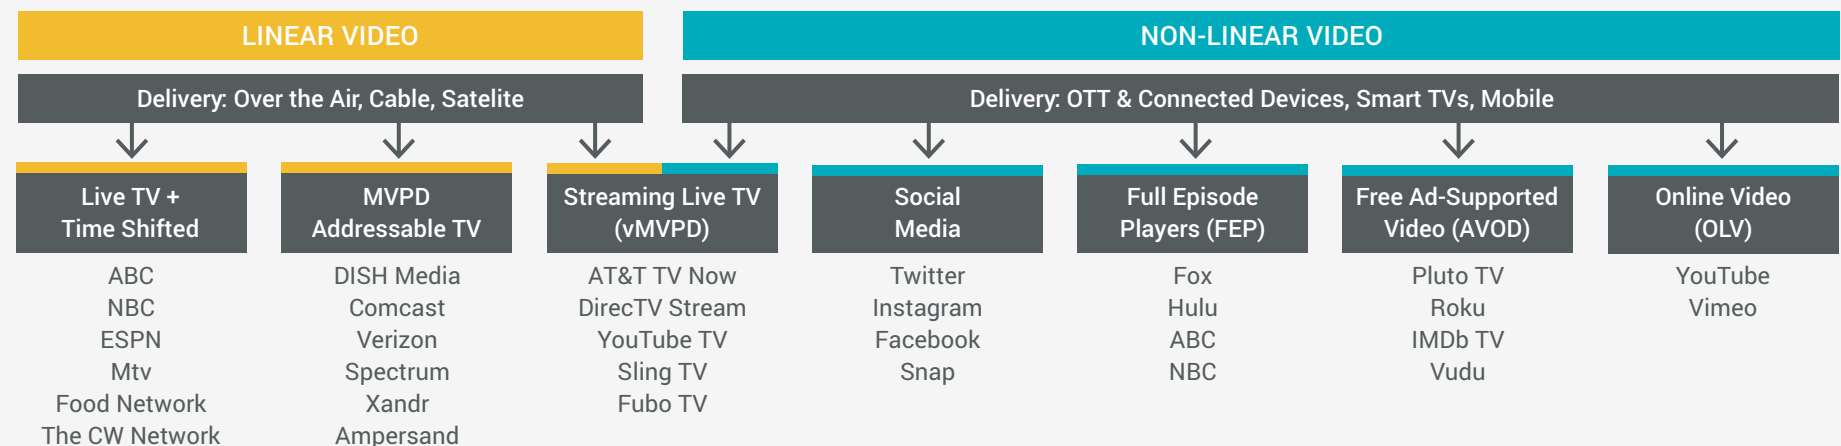 LINEAR VIDEO
NON-LINEAR VIDEO
Delivery: Over the Air, Cable, Satelite
Delivery: OTT & Connected Devices, Smart TVs, Mobile
Live TV +
Time Shifted
ABC
NBC
ESPN
Mtv
Food Network
The CW Network
MVPD
Addressable TV
DISH Media
Comcast
Verizon
Spectrum
Xandr
Ampersand
Streaming Live TV
(vMVPD)
AT&T TV Now
DirecTV Stream
YouTube TV
Sling TV
Fubo TV
Social
Media
Twitter
Instagram
Facebook
Snap
Full Episode
Players (FEP)
Fox
Hulu
ABC
NBC
Free Ad-Supported
Video (AVOD)
Pluto TV
Roku
IMDb TV
Vudu
Online Video
(OLV)
YouTube
Vimeo